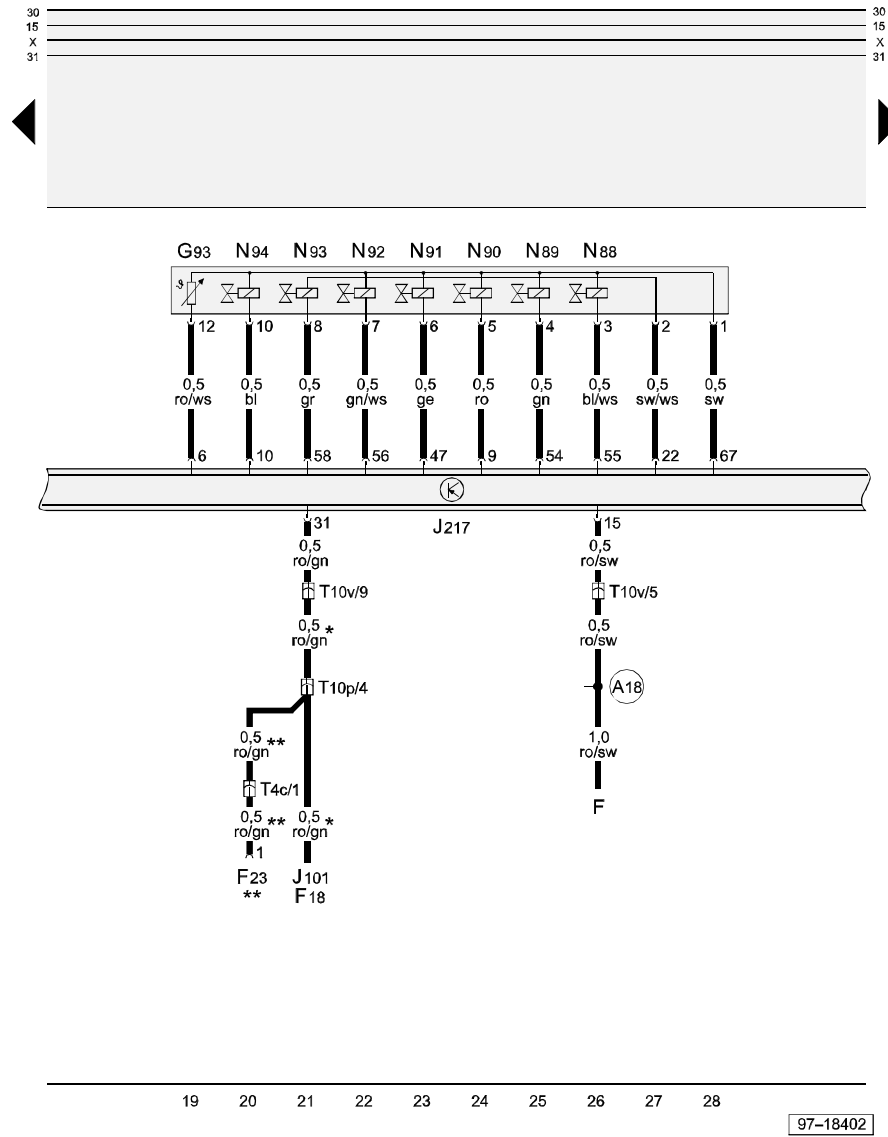 30 30
15 15
X X
31 31
G93 N94 N93 N92 N91 N90 N89 N88
ϑ
12 10 8 7 6 5 4 3 2 1
0,5 0,5 0,5 0,5 0,5 0,5 0,5 0,5 0,5 0,5
ro/ws bl gr gn/ws ge ro gn bl/ws sw/ws sw
6 10 58 56 47 9 54 55 22 67
J217
31 15
0,5 0,5
ro/gn ro/sw
T10v/9 T10v/5
0,5 0,5
ro/gn * ro/sw
T10p/4 A18
0,5 1,0
ro/gn ** ro/sw
T4c/1
F
0,5 0,5
ro/gn ** ro/gn *
1
F23 J101
** F18
19 20 21 22 23 24 25 26 27 28
97–18402